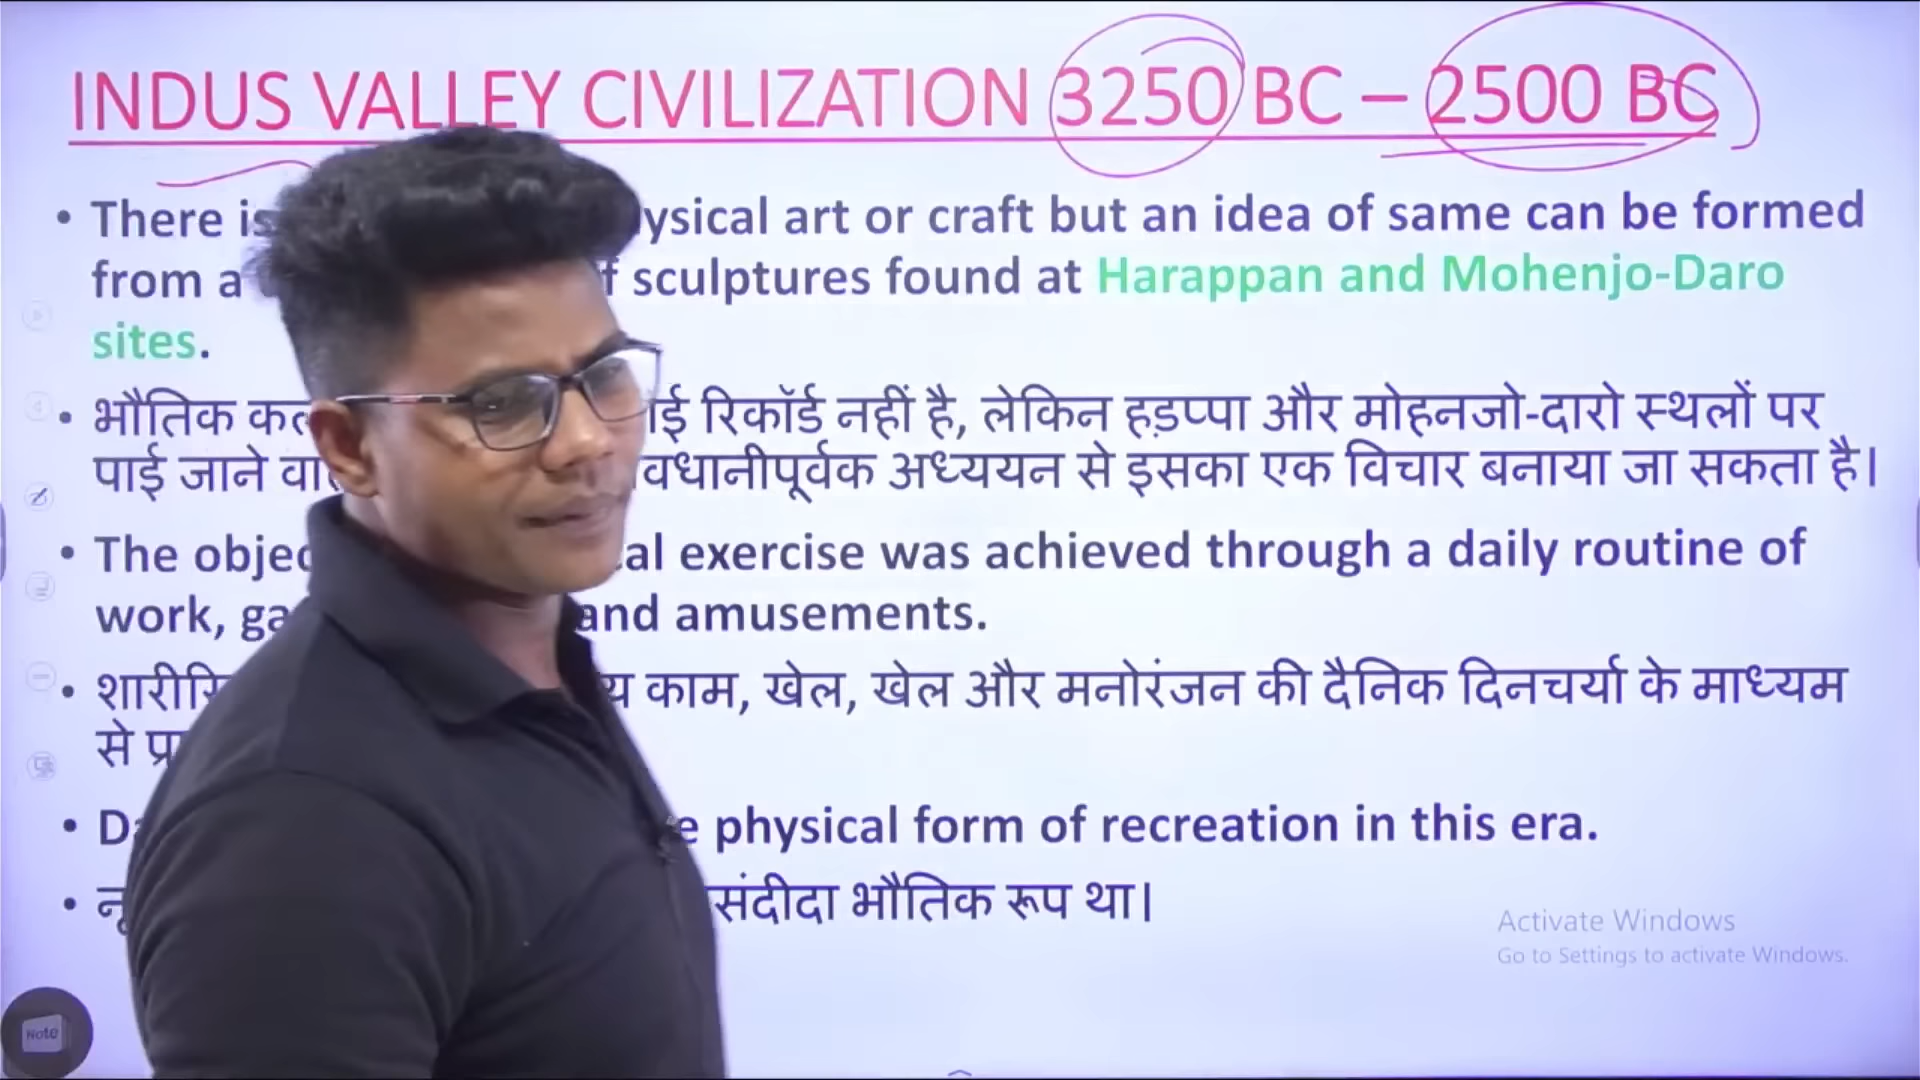 INDUS VALLEY CIVILIZATION 3250 BC – 2500 BC
• There is art or craft but an idea of same can be formed
from a sculptures found at Harappan and Mohenjo-Daro
sites.
• भौतिक रिकॉर्ड नहीं है, लेकिन हड़प्पा और मोहनजो-दारो स्थलों पर
पाई जाने अध्ययन से इसका एक विचार बनाया जा सकता है।
• The exercise was achieved through a daily routine of
work, and amusements.
• काम, खेल, खेल और मनोरंजन की दैनिक दिनचर्या के माध्यम
से
• physical form of recreation in this era.
• भौतिक रूप था।
Activate Windows
Go to Settings to activate Windows.
Note